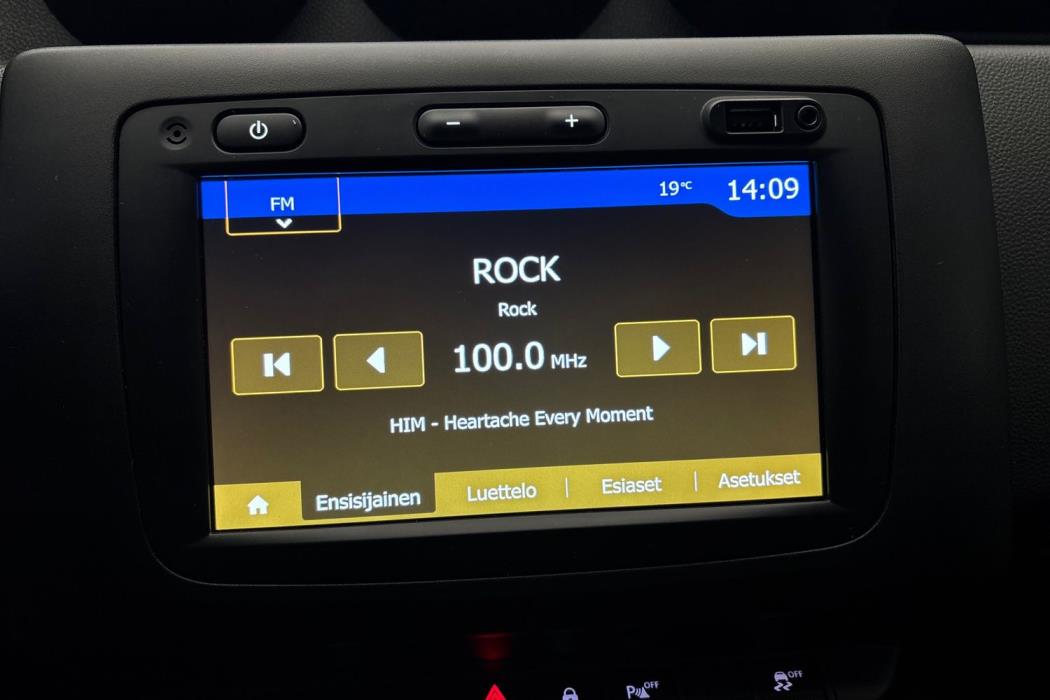 − +
FM 19°C 14:09
ROCK
Rock
100.0 MHz
HIM - Heartache Every Moment
Ensisijainen Luettelo Esiaset Asetukset
P OFF OFF